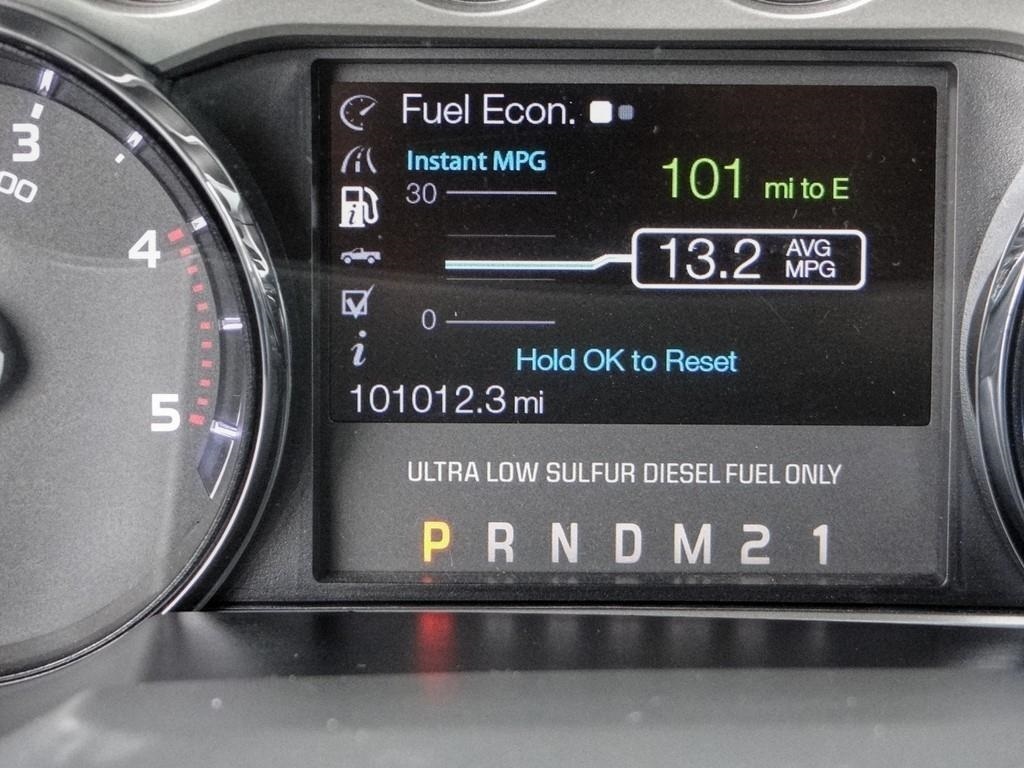 3
00
4
5
Fuel Econ.
Instant MPG
30
101 mi to E
13.2 AVG MPG
0
i
Hold OK to Reset
101012.3 mi
ULTRA LOW SULFUR DIESEL FUEL ONLY
P R N D M 2 1